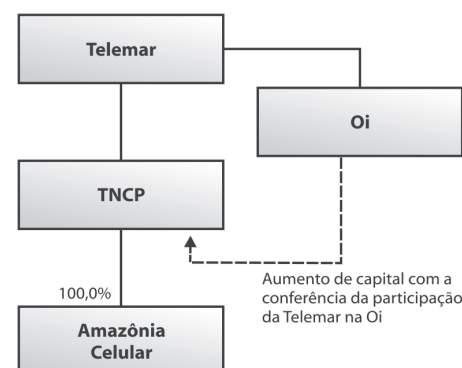 Telemar
Oi
TNCP
Aumento de capital com a
conferência da participação
da Telemar na Oi
100,0%
Amazônia
Celular